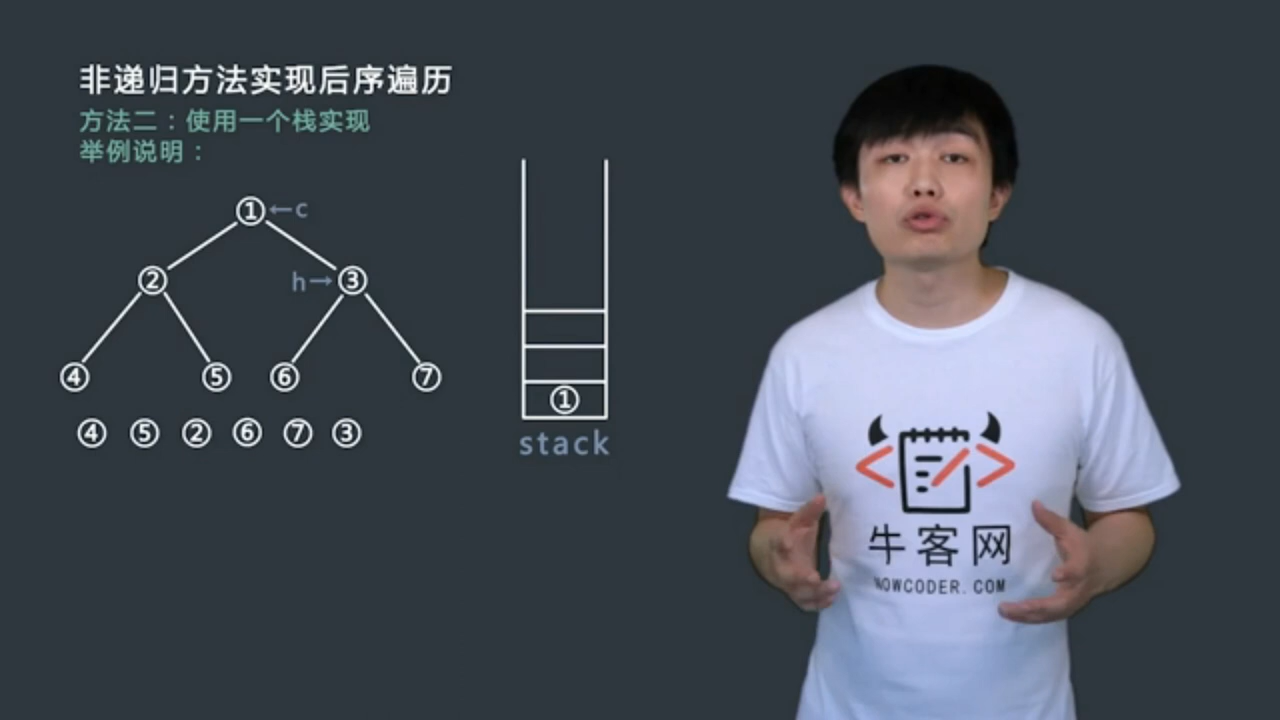 非递归方法实现后序遍历
方法二：使用一个栈实现
举例说明：
① ←c
② h→ ③
④ ⑤ ⑥ ⑦
④ ⑤ ② ⑥ ⑦ ③
①
stack
牛客网
NOWCODER.COM